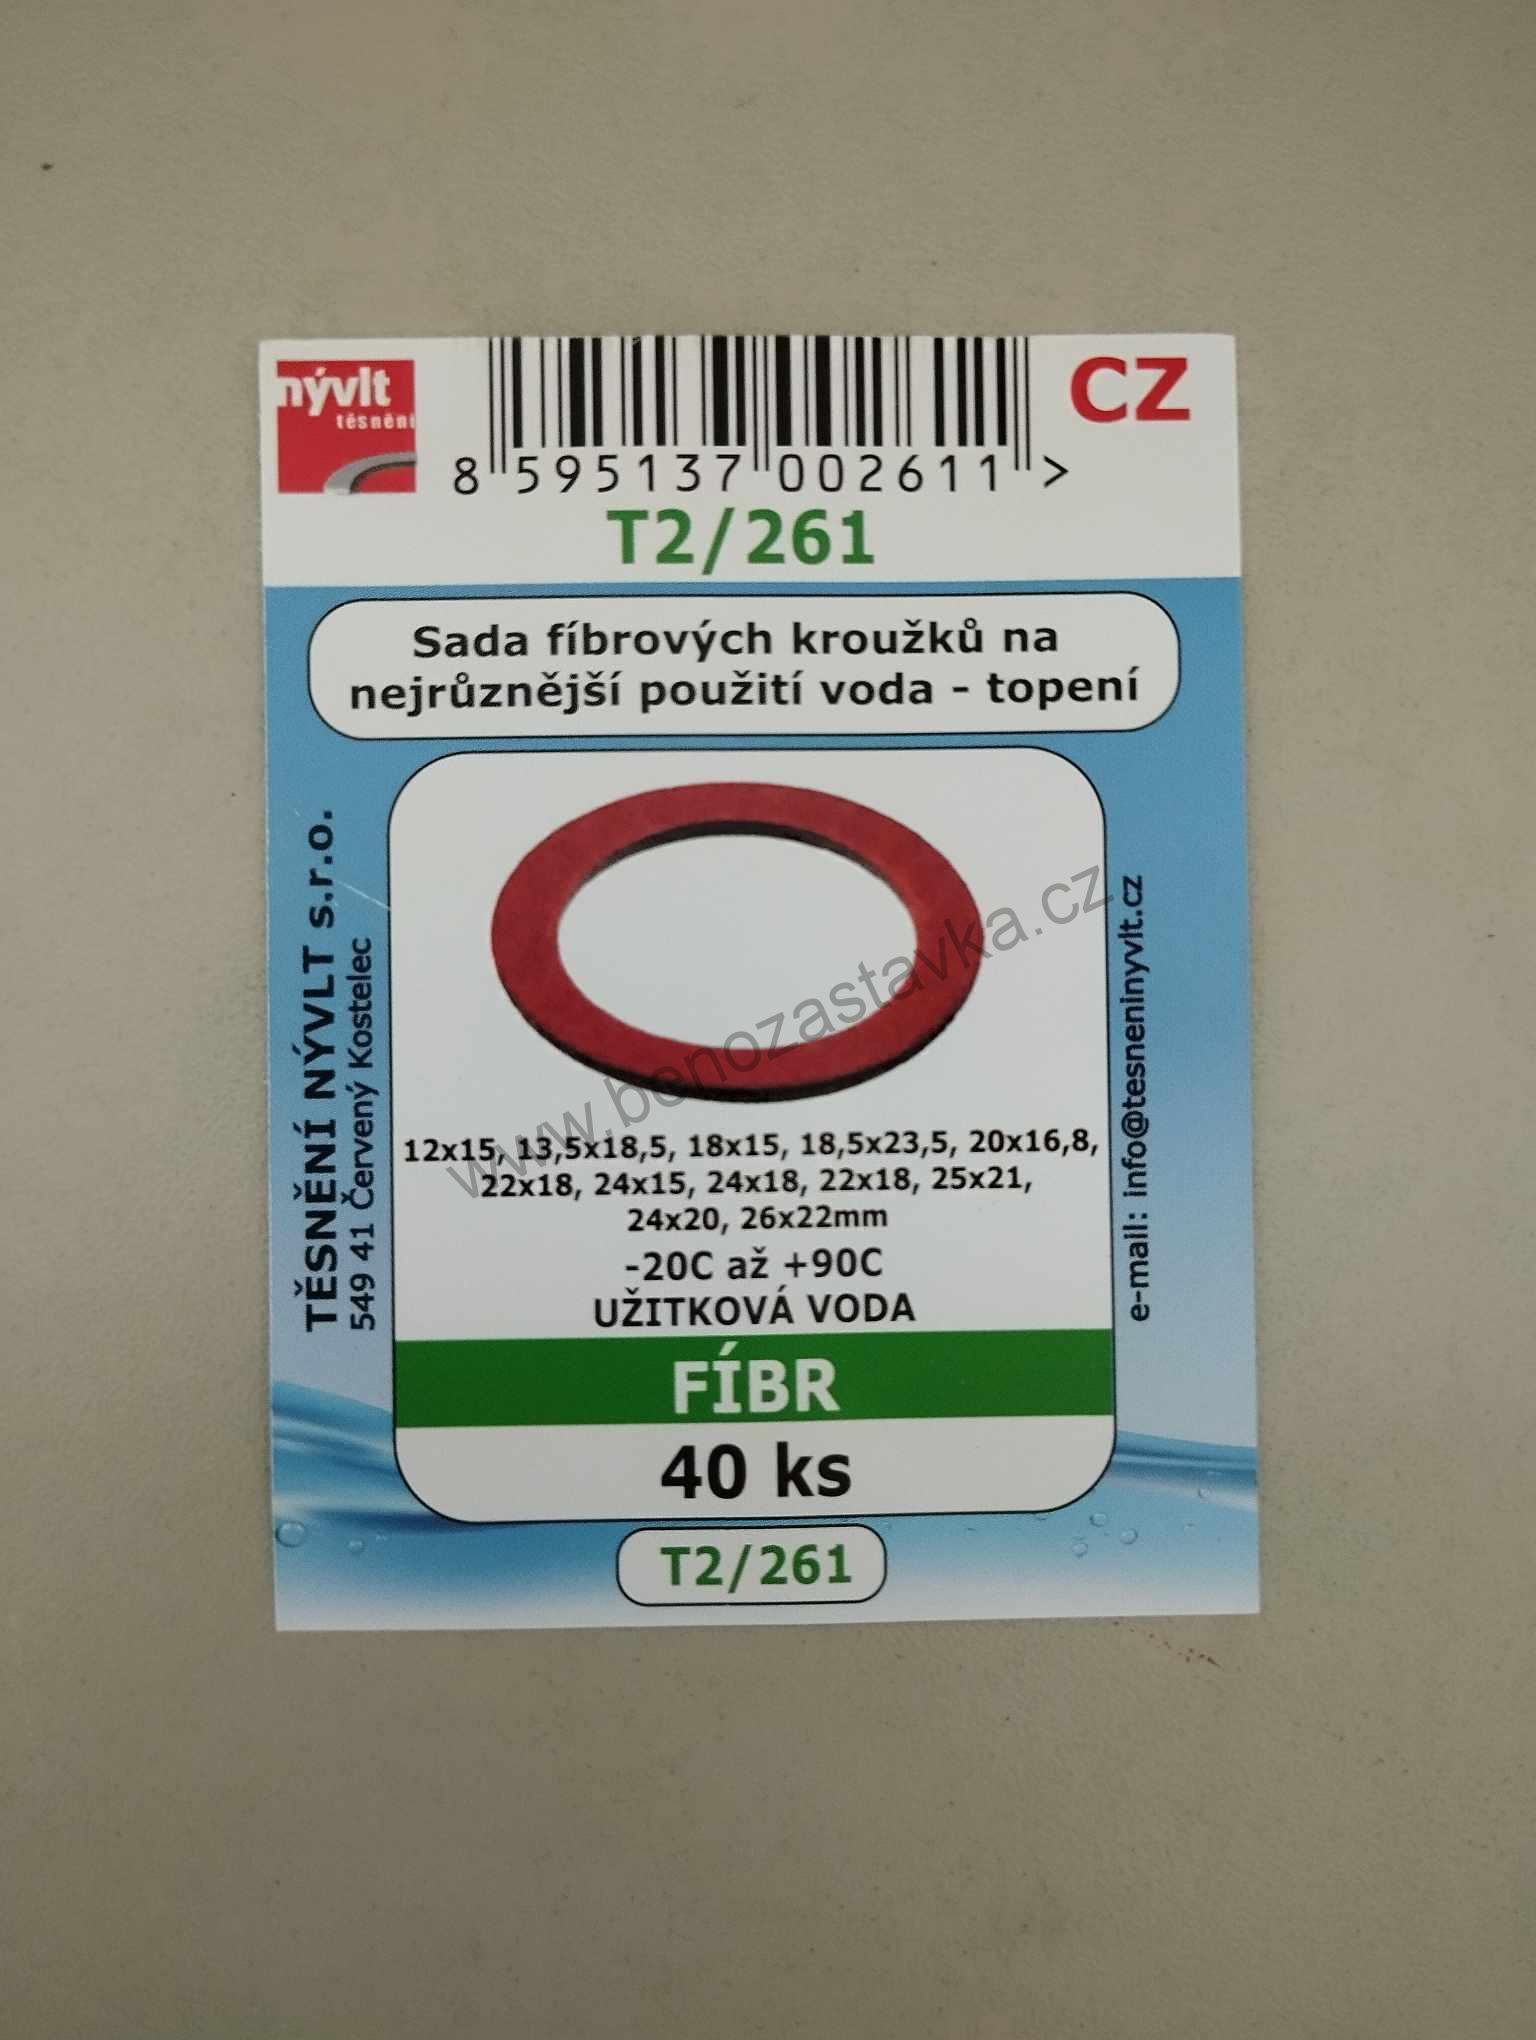 nývlt
těsnění
CZ
8 595137 002611 >
T2/261
Sada fíbrových kroužků na
nejrůznější použití voda - topení
TĚSNĚNÍ NÝVLT s.r.o.
549 41 Červený Kostelec
www.benozastavka.cz
12x15, 13,5x18,5, 18x15, 18,5x23,5, 20x16,8,
22x18, 24x15, 24x18, 22x18, 25x21,
24x20, 26x22mm
-20C až +90C
UŽITKOVÁ VODA
FÍBR
40 ks
e-mail: info@tesneninyvlt.cz
T2/261